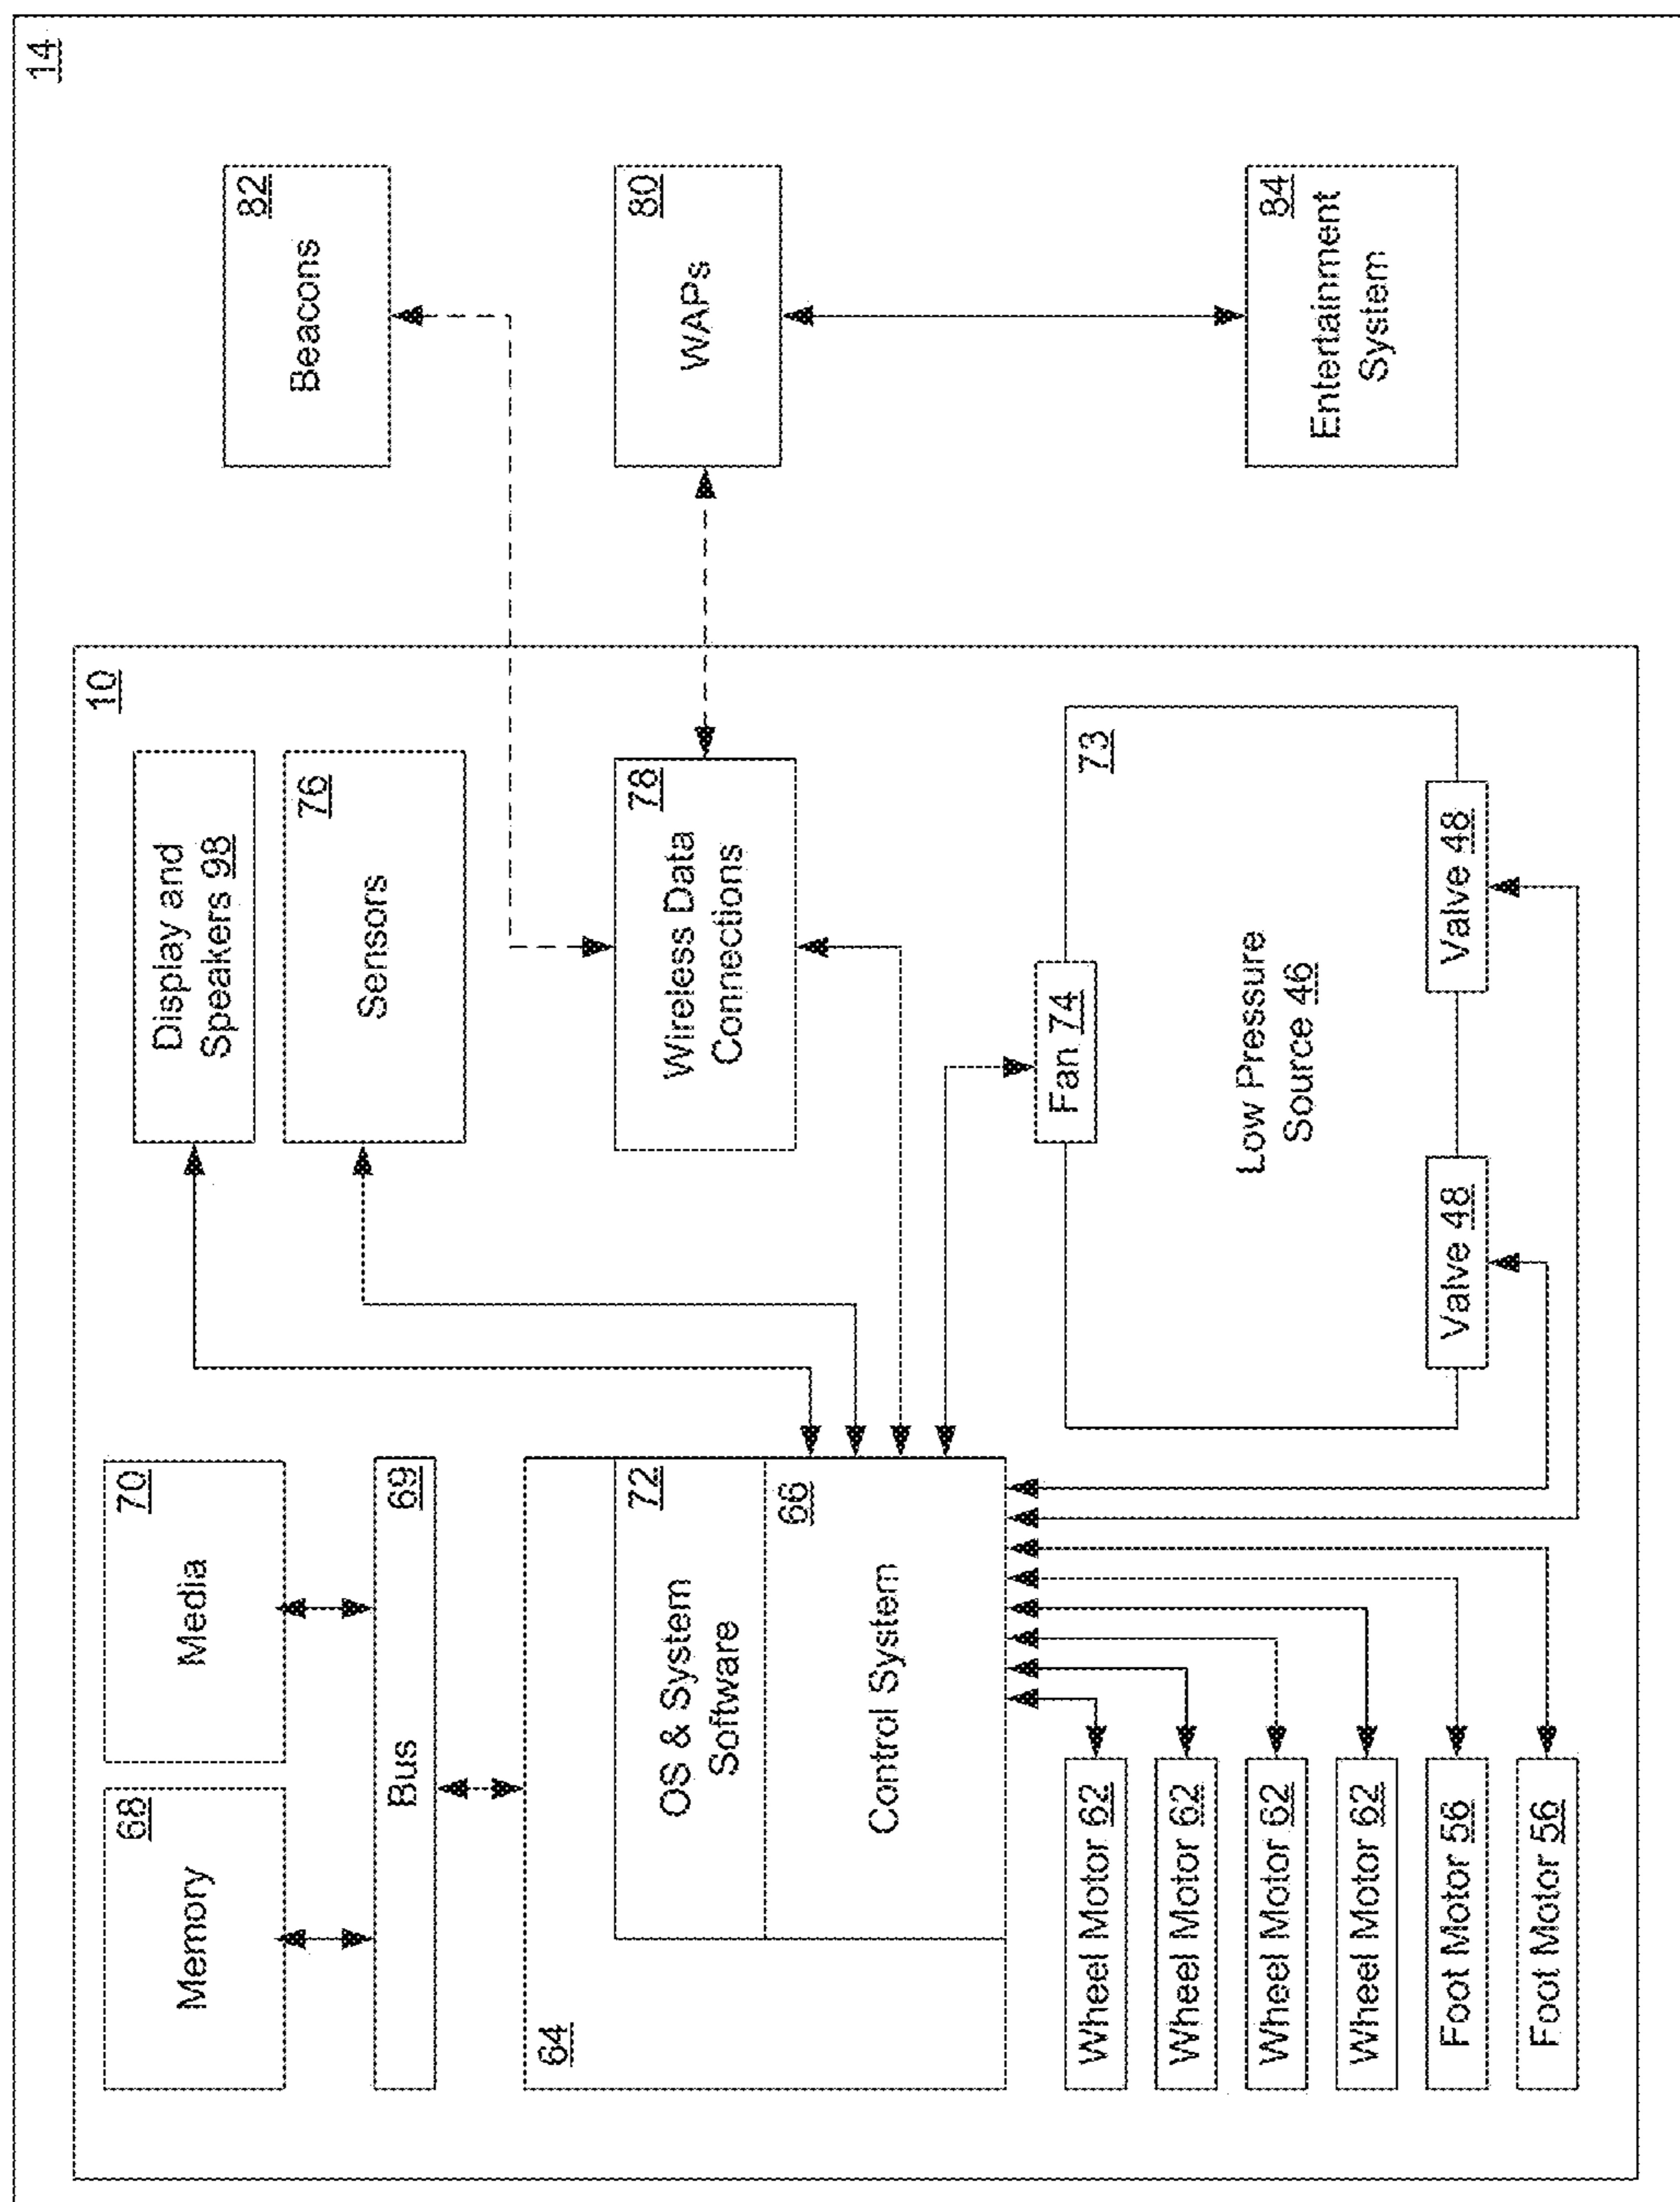 14
10
Memory 68
Media 70
Display and
Speakers 98
Sensors 76
Beacons 82
Bus 69
64
OS & System
Software 72
Control System 66
Wireless Data
Connections 78
WAPs 80
Wheel Motor 62
Wheel Motor 62
Wheel Motor 62
Wheel Motor 62
Foot Motor 56
Foot Motor 56
Fan 74
73
Low Pressure
Source 46
Valve 48
Valve 48
Entertainment
System 84